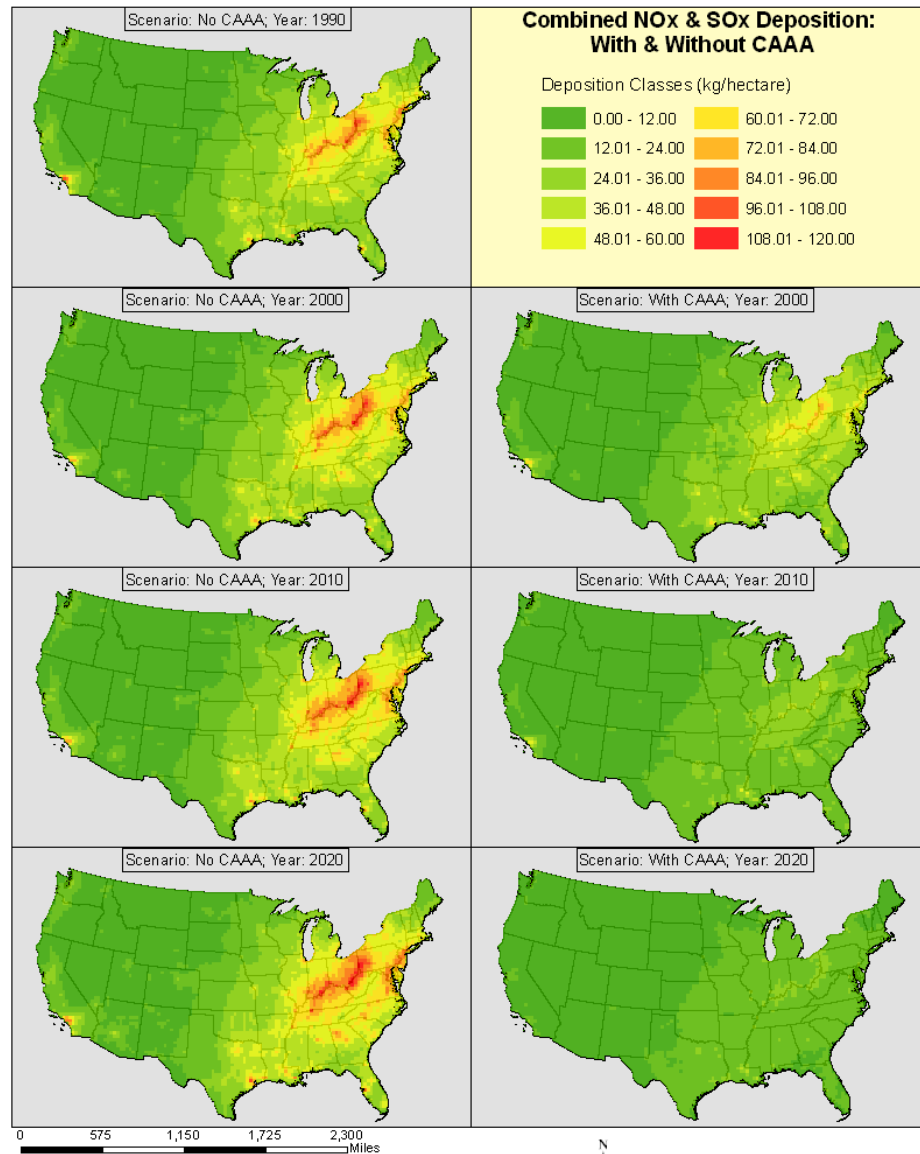 Scenario: No CAAA; Year: 1990
Combined NOx & SOx Deposition:
With & Without CAAA
Deposition Classes (kg/hectare)
0.00 - 12.00
12.01 - 24.00
24.01 - 36.00
36.01 - 48.00
48.01 - 60.00
60.01 - 72.00
72.01 - 84.00
84.01 - 96.00
96.01 - 108.00
108.01 - 120.00
Scenario: No CAAA; Year: 2000
Scenario: With CAAA; Year: 2000
Scenario: No CAAA; Year: 2010
Scenario: With CAAA; Year: 2010
Scenario: No CAAA; Year: 2020
Scenario: With CAAA; Year: 2020
0 575 1,150 1,725 2,300
Miles
N